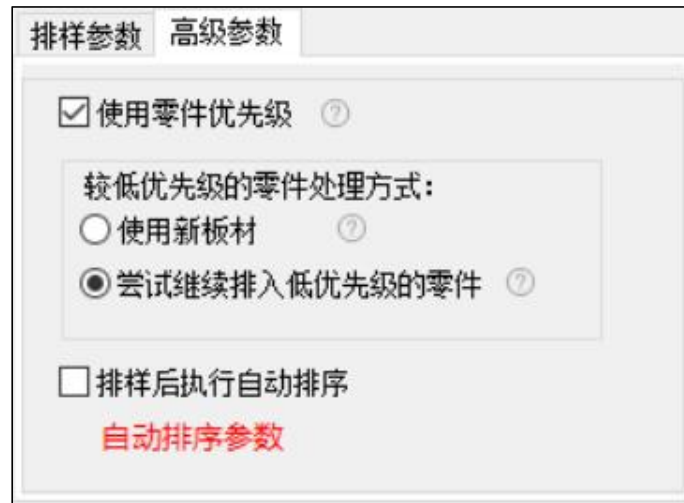 排样参数 高级参数
使用零件优先级 ?
较低优先级的零件处理方式：
使用新板材 ?
尝试继续排入低优先级的零件 ?
排样后执行自动排序
自动排序参数